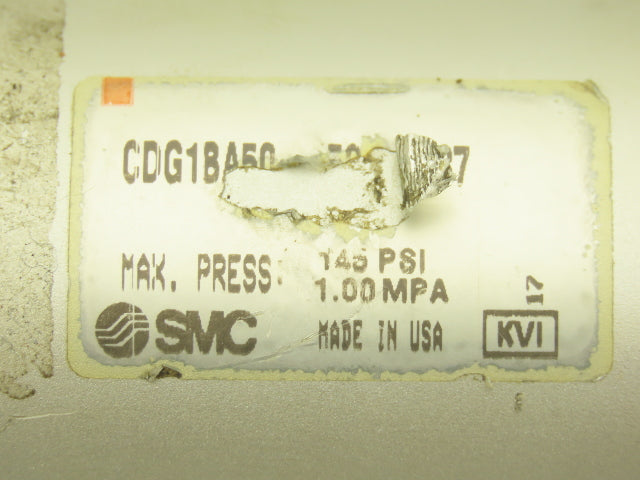 CDG1BA50
MAX. PRESS: 145 PSI
1.00 MPA
SMC MADE IN USA KVI 17